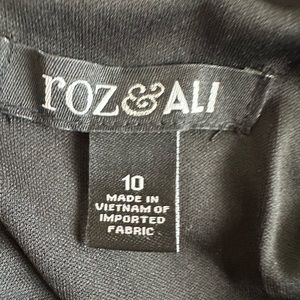 roz&ALI
10
MADE IN
VIETNAM OF
IMPORTED
FABRIC